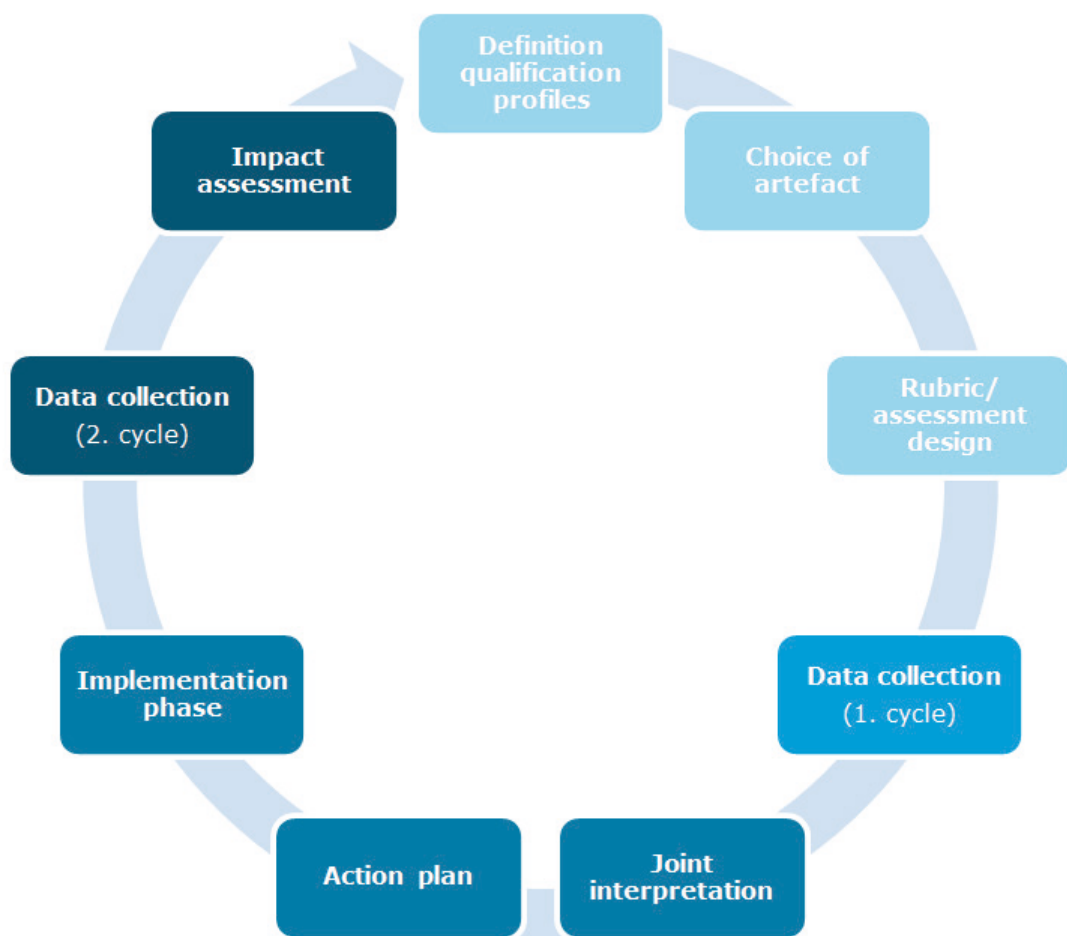 Definition
qualification
profiles
Choice of
artefact
Rubric/
assessment
design
Data collection
(1. cycle)
Joint
interpretation
Action plan
Implementation
phase
Data collection
(2. cycle)
Impact
assessment